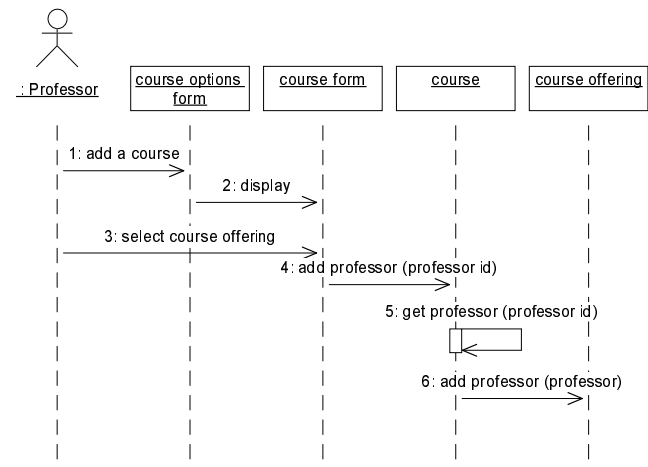 : Professor
course options
form
course form
course
course offering
1: add a course
2: display
3: select course offering
4: add professor (professor id)
5: get professor (professor id)
6: add professor (professor)